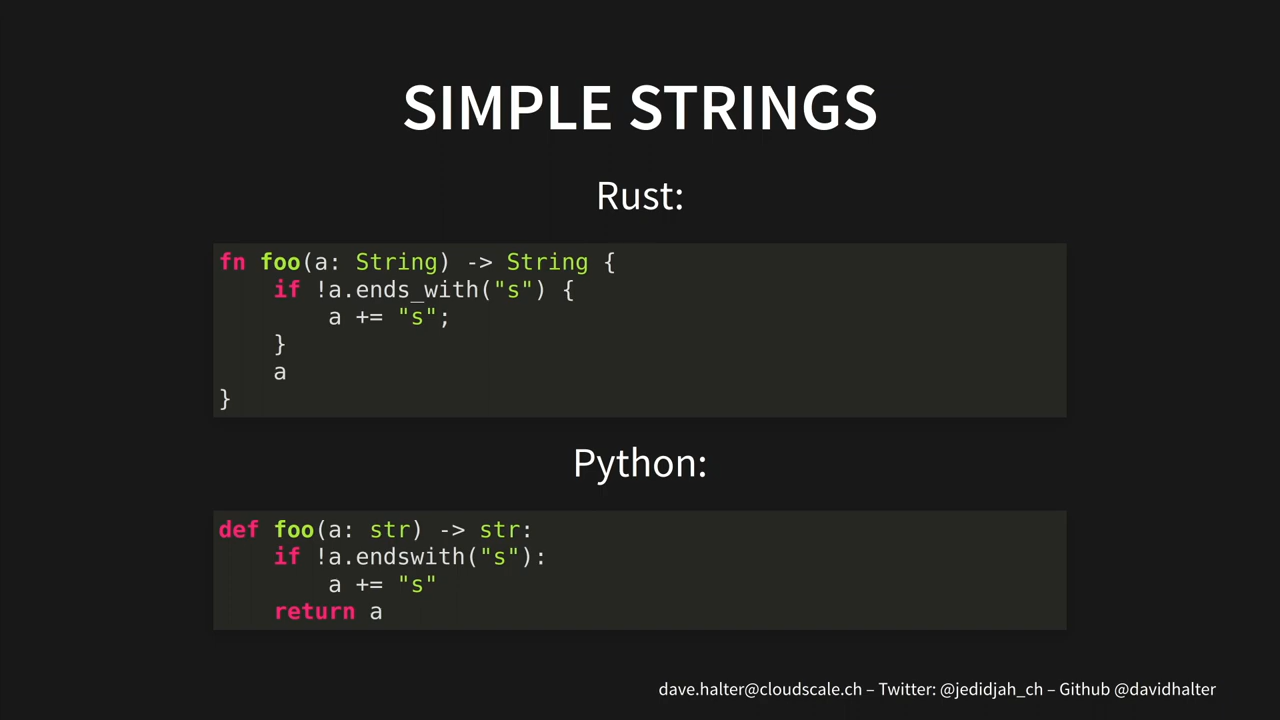 SIMPLE STRINGS
Rust:
fn foo(a: String) -> String {
    if !a.ends_with("s") {
        a += "s";
    }
    a
}
Python:
def foo(a: str) -> str:
    if !a.endswith("s"):
        a += "s"
    return a
dave.halter@cloudscale.ch – Twitter: @jedidjah_ch – Github @davidhalter